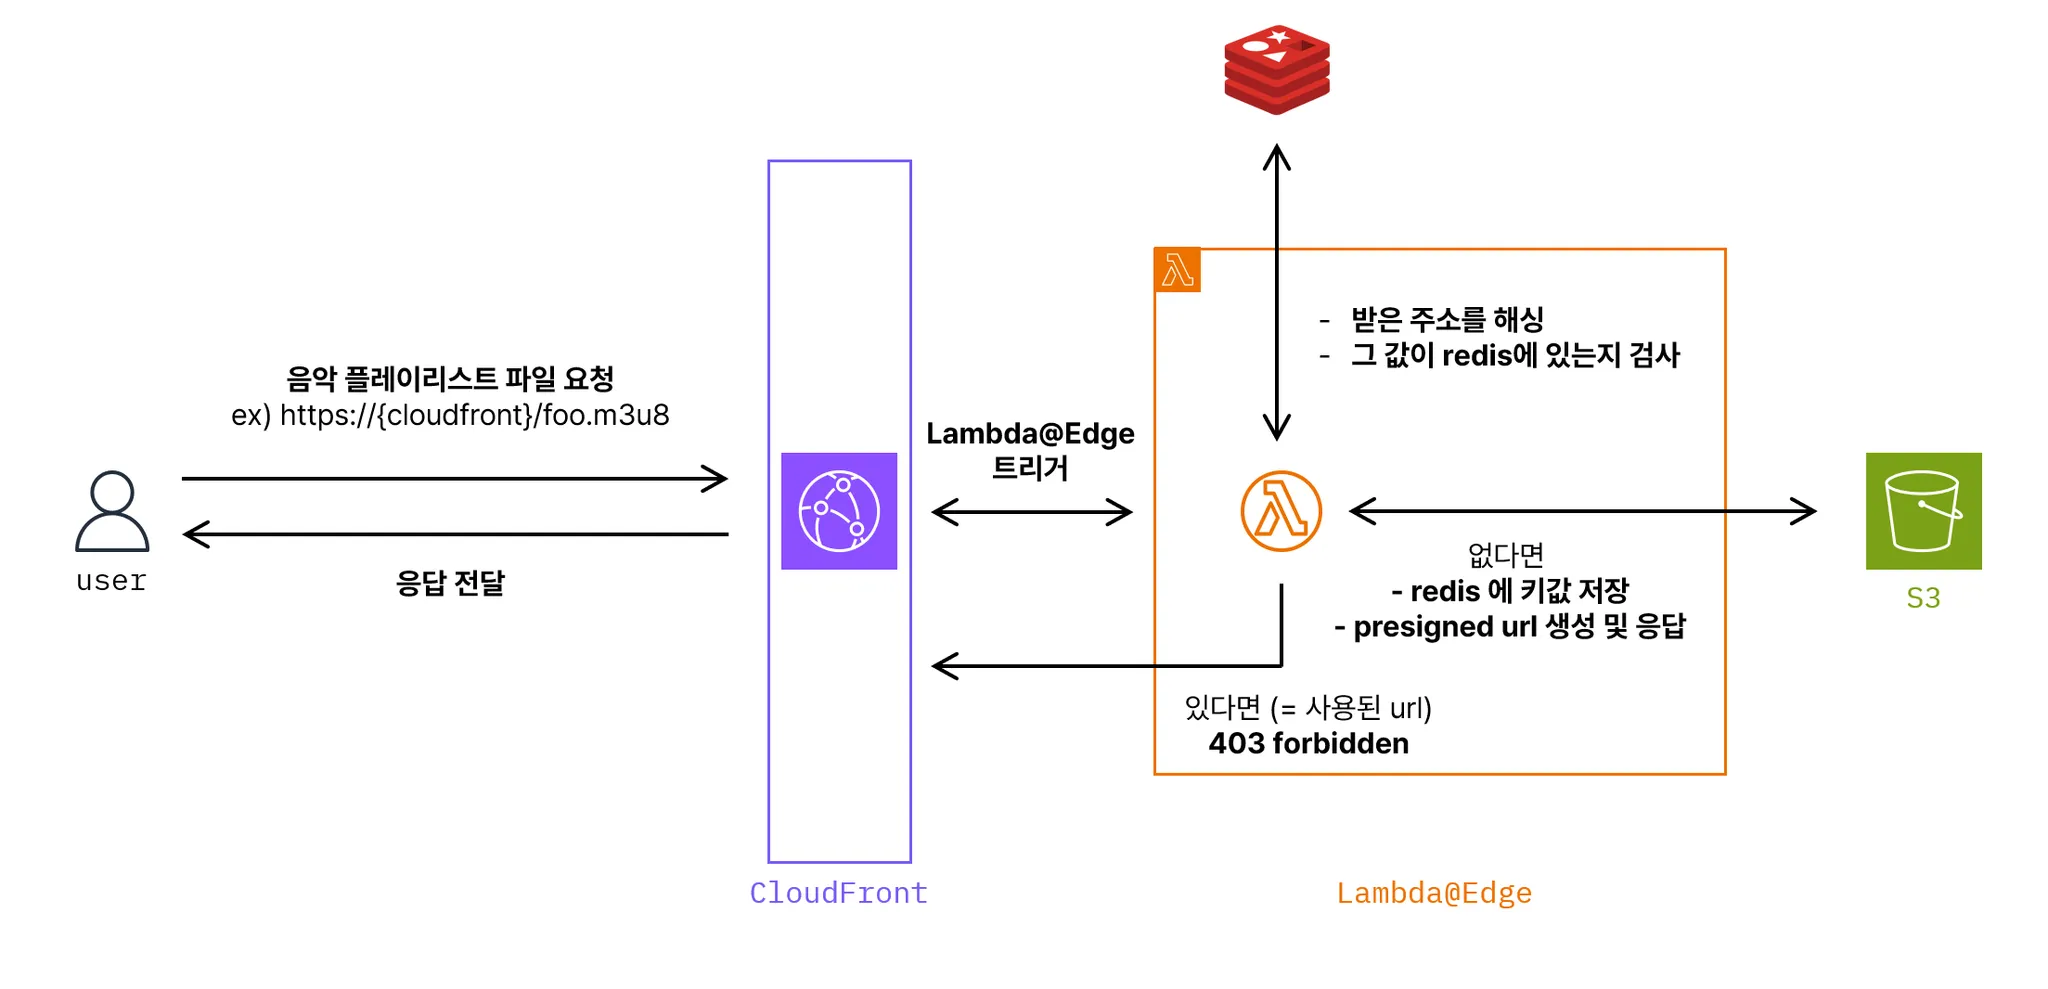 음악 플레이리스트 파일 요청
ex) https://{cloudfront}/foo.m3u8
user
응답 전달
CloudFront
Lambda@Edge
트리거
- 받은 주소를 해싱
- 그 값이 redis에 있는지 검사
없다면
- redis 에 키값 저장
- presigned url 생성 및 응답
있다면 (= 사용된 url)
403 forbidden
Lambda@Edge
S3